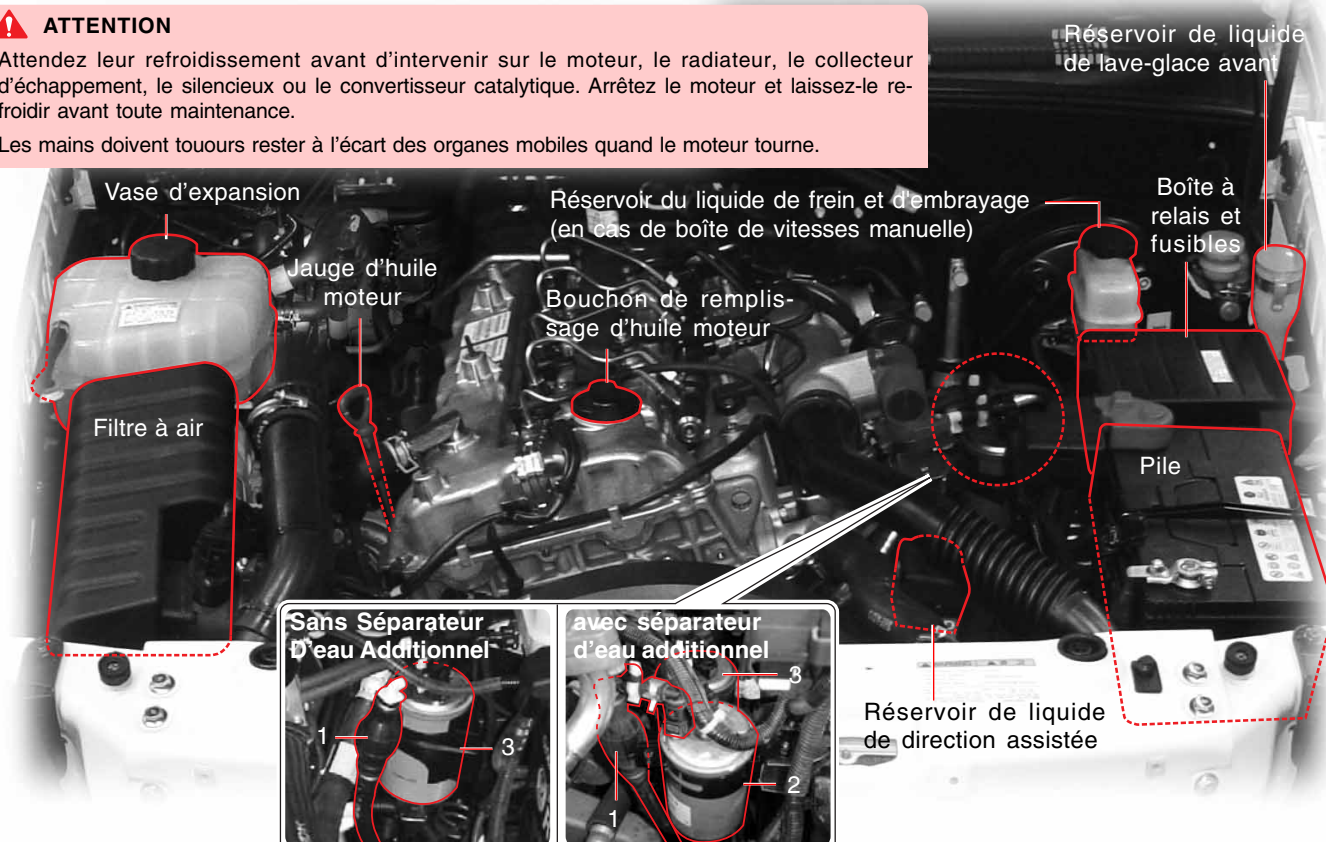 ATTENTION
Attendez leur refroidissement avant d'intervenir sur le moteur, le radiateur, le collecteur
d'échappement, le silencieux ou le convertisseur catalytique. Arrêtez le moteur et laissez-le re-
froidir avant toute maintenance.
Les mains doivent touours rester à l'écart des organes mobiles quand le moteur tourne.
Réservoir de liquide
de lave-glace avant
Vase d'expansion
Réservoir du liquide de frein et d'embrayage
(en cas de boîte de vitesses manuelle)
Boîte à
relais et
fusibles
Jauge d'huile
moteur
Bouchon de remplis-
sage d'huile moteur
Filtre à air
Pile
Sans Séparateur
D'eau Additionnel
1
3
avec séparateur
d'eau additionnel
3
2
1
Réservoir de liquide
de direction assistée